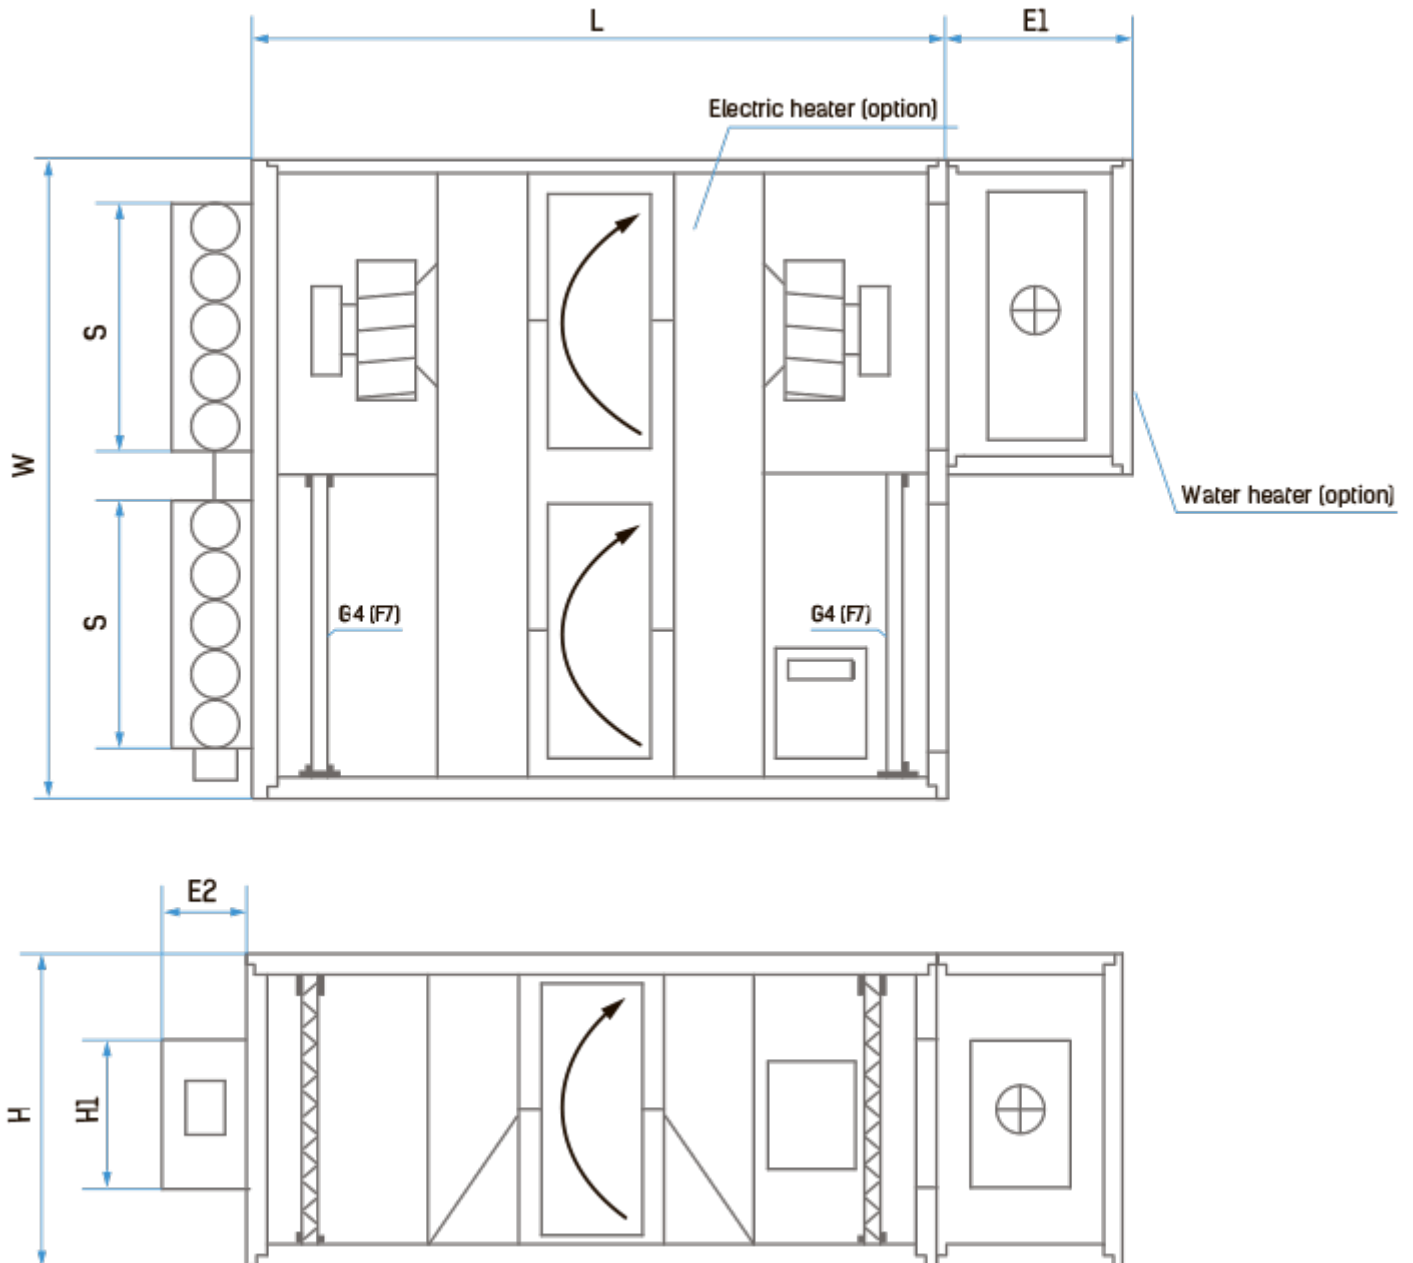 L
E1
Electric heater (option)
S
W
Water heater (option)
S
G4 (F7)
G4 (F7)
E2
H
H1